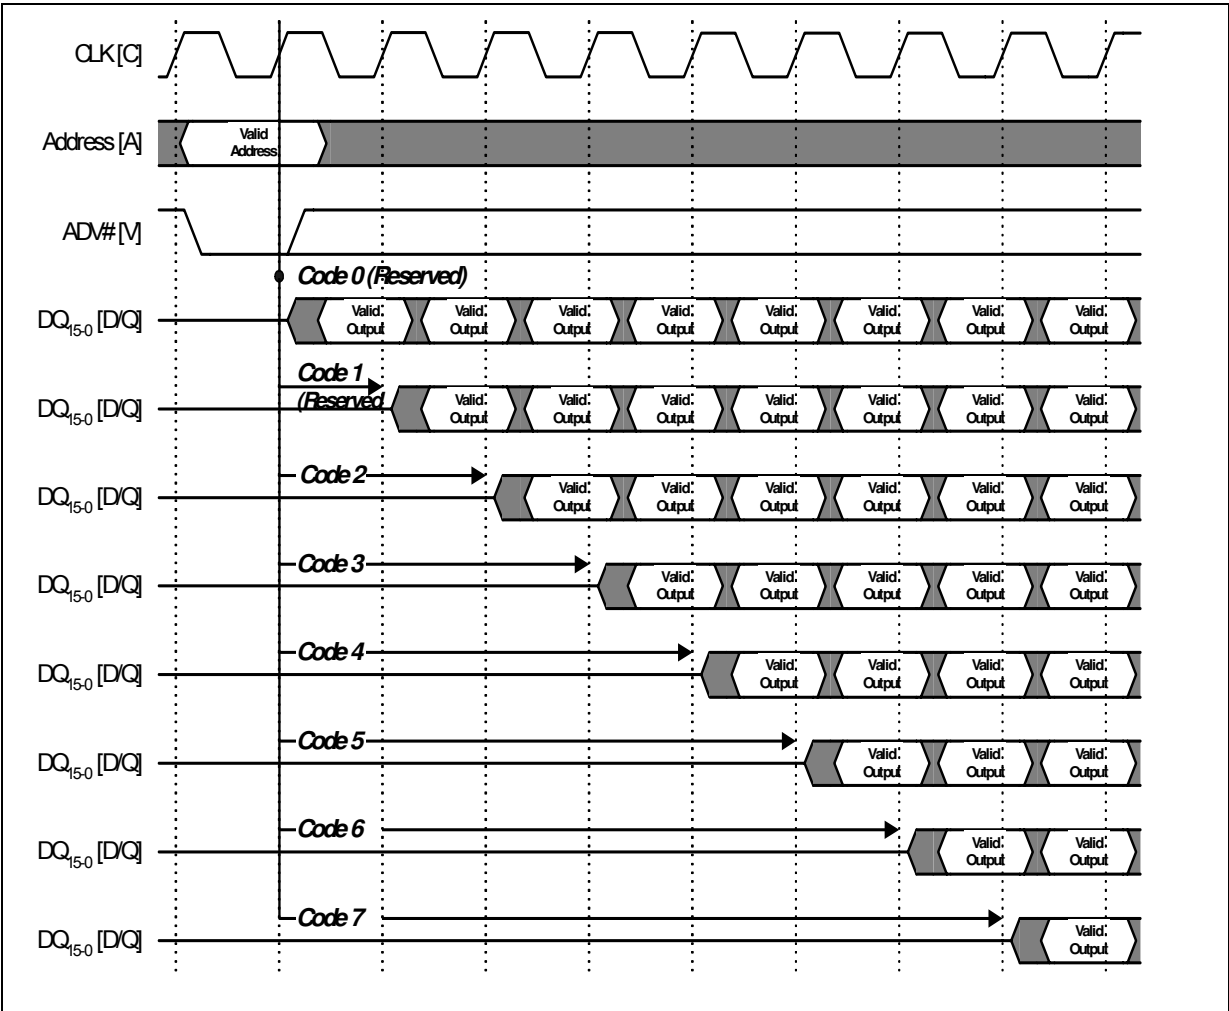 CLK [C]
Address [A]
Valid
Address
ADV# [V]
Code 0 (Reserved)
DQ15-0 [D/Q]
Valid Output Valid Output Valid Output Valid Output Valid Output Valid Output Valid Output Valid Output
Code 1
(Reserved
DQ15-0 [D/Q]
Valid Output Valid Output Valid Output Valid Output Valid Output Valid Output Valid Output
Code 2
DQ15-0 [D/Q]
Valid Output Valid Output Valid Output Valid Output Valid Output Valid Output
Code 3
DQ15-0 [D/Q]
Valid Output Valid Output Valid Output Valid Output Valid Output
Code 4
DQ15-0 [D/Q]
Valid Output Valid Output Valid Output Valid Output
Code 5
DQ15-0 [D/Q]
Valid Output Valid Output Valid Output
Code 6
DQ15-0 [D/Q]
Valid Output Valid Output
Code 7
DQ15-0 [D/Q]
Valid Output